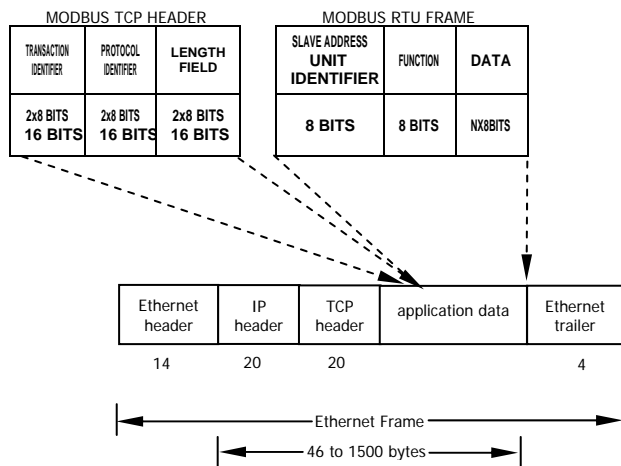 MODBUS TCP HEADER
MODBUS RTU FRAME
TRANSACTION IDENTIFIER
PROTOCOL IDENTIFIER
LENGTH FIELD
SLAVE ADDRESS
UNIT IDENTIFIER
FUNCTION
DATA
2x8 BITS
16 BITS
2x8 BITS
16 BITS
2x8 BITS
16 BITS
8 BITS
8 BITS
NX8BITS
Ethernet header
IP header
TCP header
application data
Ethernet trailer
14
20
20
4
Ethernet Frame
46 to 1500 bytes